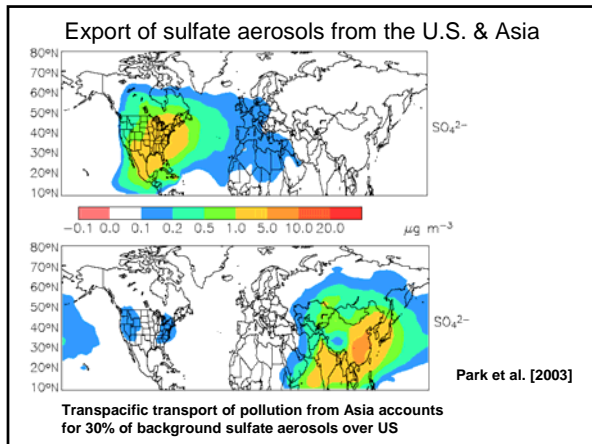 Export of sulfate aerosols from the U.S. & Asia
80°N
70°N
60°N
50°N
40°N
30°N
20°N
10°N
SO₄²⁻
-0.1 0.0 0.1 0.2 0.5 1.0 5.0 10.0 20.0 μg m⁻³
80°N
70°N
60°N
50°N
40°N
30°N
20°N
10°N
SO₄²⁻
Park et al. [2003]
Transpacific transport of pollution from Asia accounts
for 30% of background sulfate aerosols over US